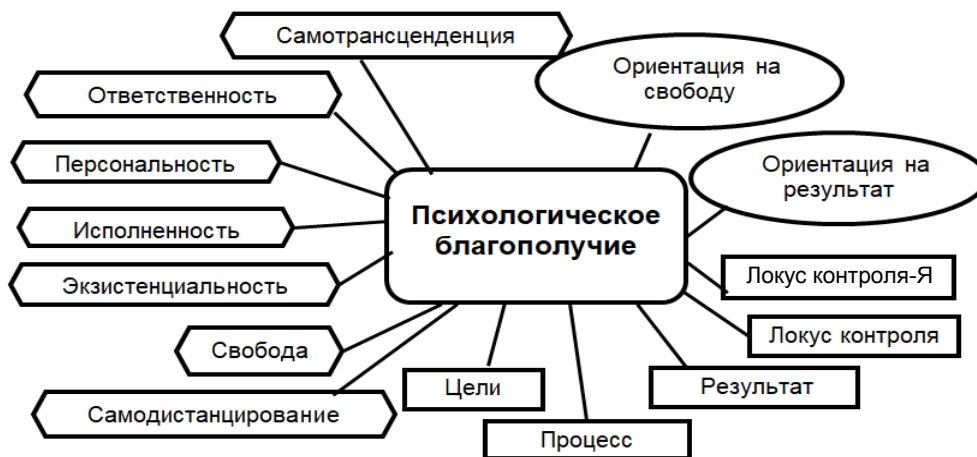 Самотрансценденция
Ориентация на
свободу
Ответственность
Персональность
Ориентация на
результат
Психологическое
благополучие
Исполненность
Экзистенциальность
Локус контроля-Я
Свобода
Локус контроля
Цели
Результат
Самодистанцирование
Процесс